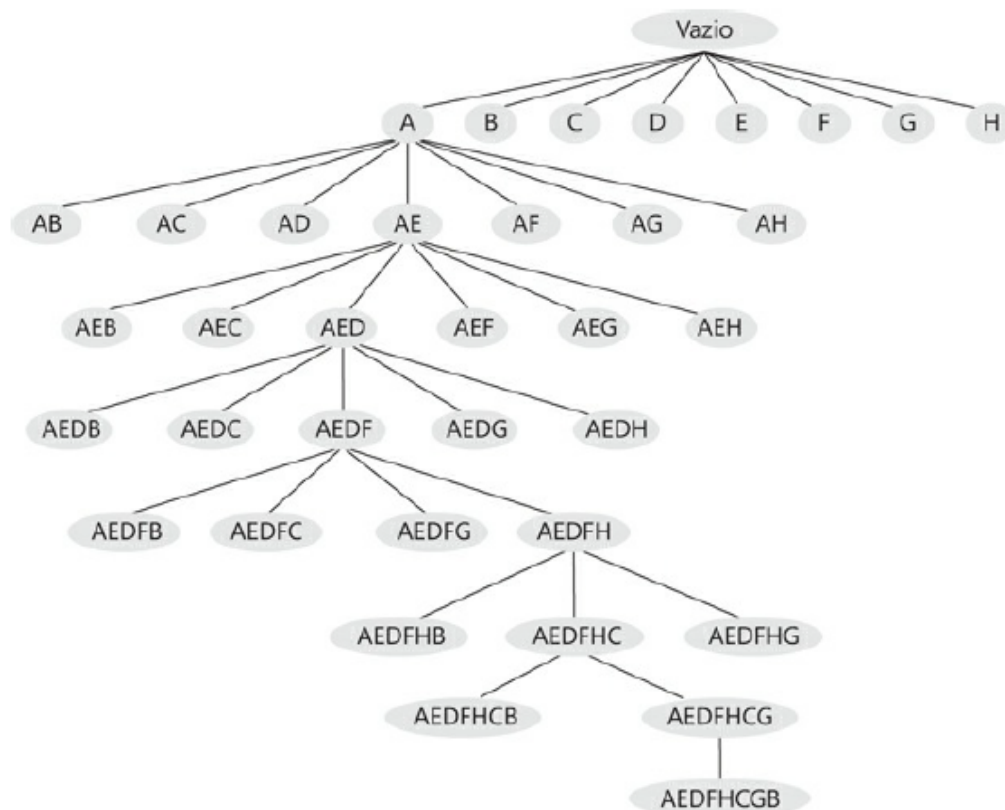 Vazio
A B C D E F G H
AB AC AD AE AF AG AH
AEB AEC AED AEF AEG AEH
AEDB AEDC AEDF AEDG AEDH
AEDFB AEDFC AEDFG AEDFH
AEDFHB AEDFHC AEDFHG
AEDFHCB AEDFHCG
AEDFHCGB